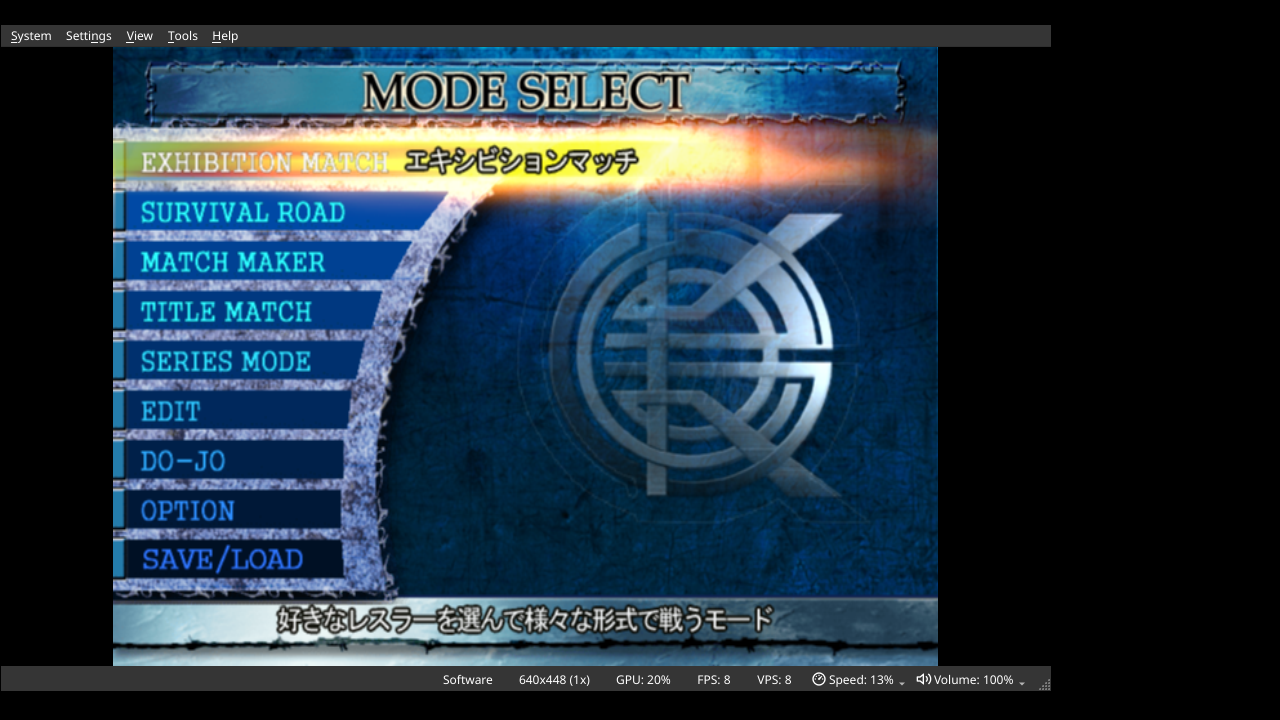 System Settings View Tools Help
MODE SELECT
EXHIBITION MATCH エキシビションマッチ
SURVIVAL ROAD
MATCH MAKER
TITLE MATCH
SERIES MODE
EDIT
DO-JO
OPTION
SAVE/LOAD
好きなレスラーを選んで様々な形式で戦うモード
Software 640x448 (1x) GPU: 20% FPS: 8 VPS: 8 Speed: 13% Volume: 100%